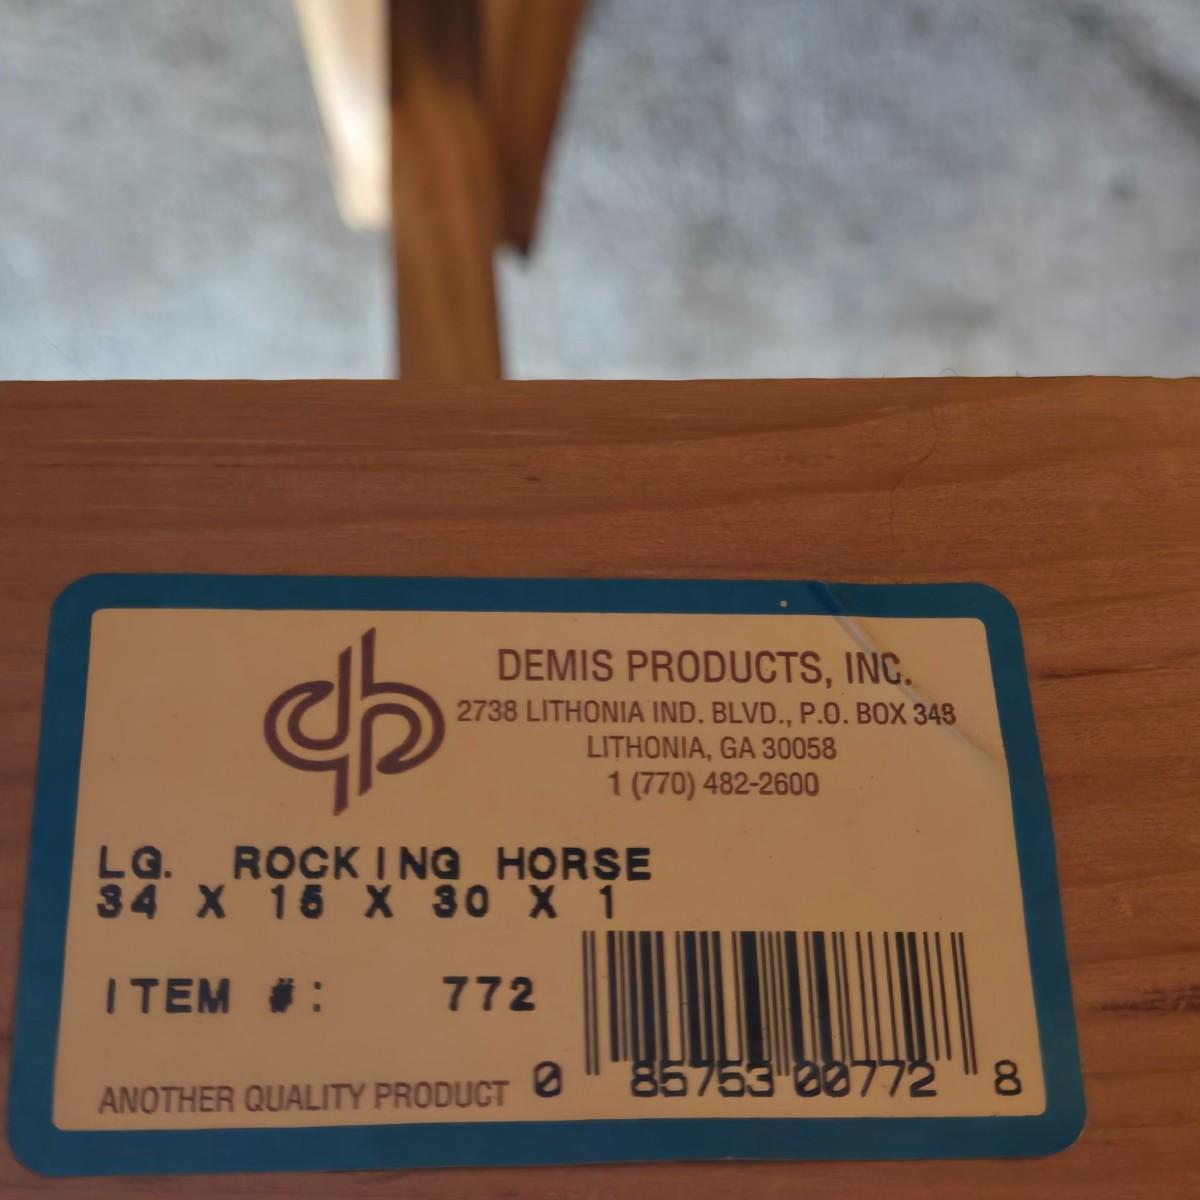 DEMIS PRODUCTS, INC.
2738 LITHONIA IND. BLVD., P.O. BOX 348
LITHONIA, GA 30058
1 (770) 482-2600
LG. ROCKING HORSE
34 X 15 X 30 X 1
ITEM #: 772
ANOTHER QUALITY PRODUCT
0 85753 00772 8